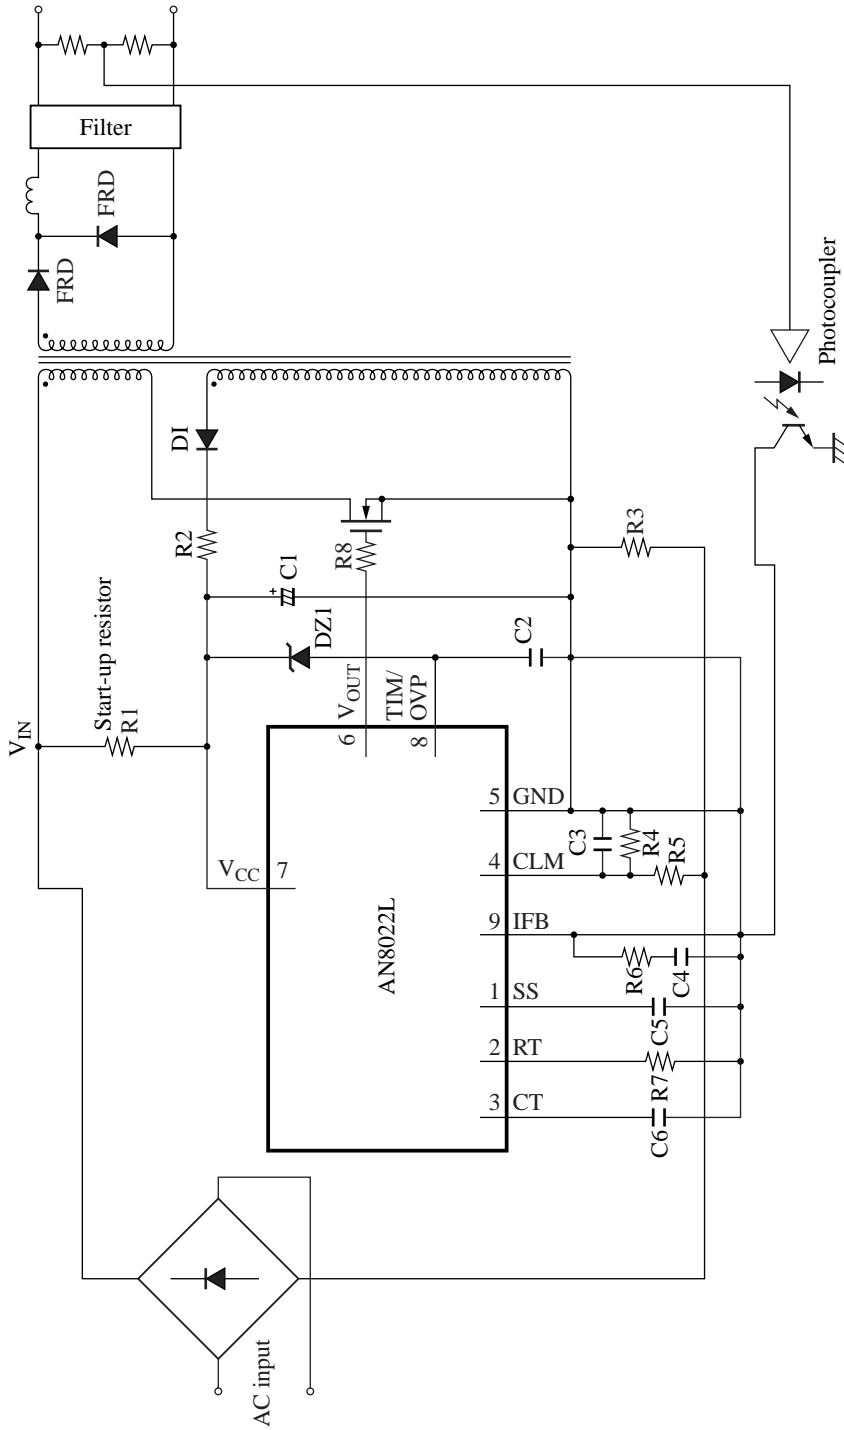 Filter
FRD
FRD
Photocoupler
DI
R2
R8
R3
C1
DZ1
C2
Start-up resistor
R1
VIN
6 VOUT
TIM/
OVP
8
VCC 7
5 GND
C3
R4
R5
4 CLM
9 IFB
R6
C4
AN8022L
1 SS
C5
2 RT
R7
3 CT
C6
AC input
+